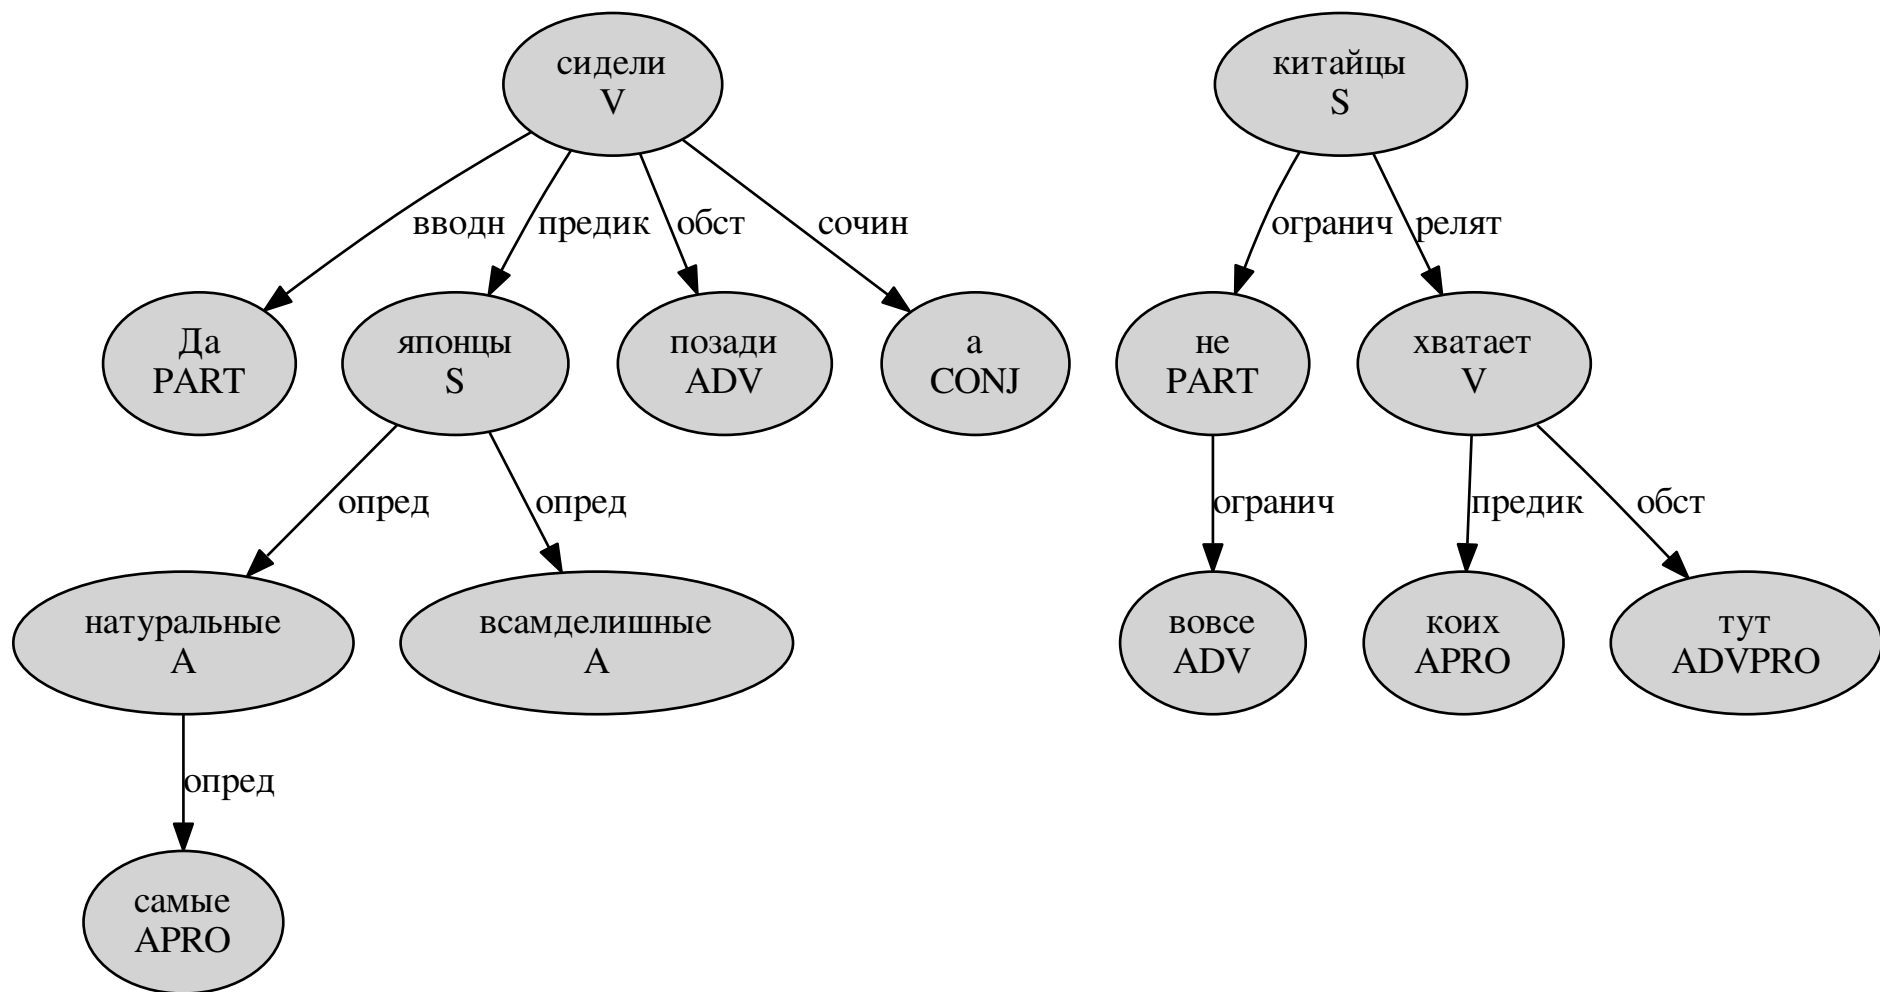 сидели
V
китайцы
S
вводн
предик
обст
сочин
огранич
релят
Да
PART
японцы
S
позади
ADV
а
CONJ
не
PART
хватает
V
опред
опред
огранич
предик
обст
натуральные
A
всамделишные
A
вовсе
ADV
коих
APRO
тут
ADVPRO
опред
самые
APRO